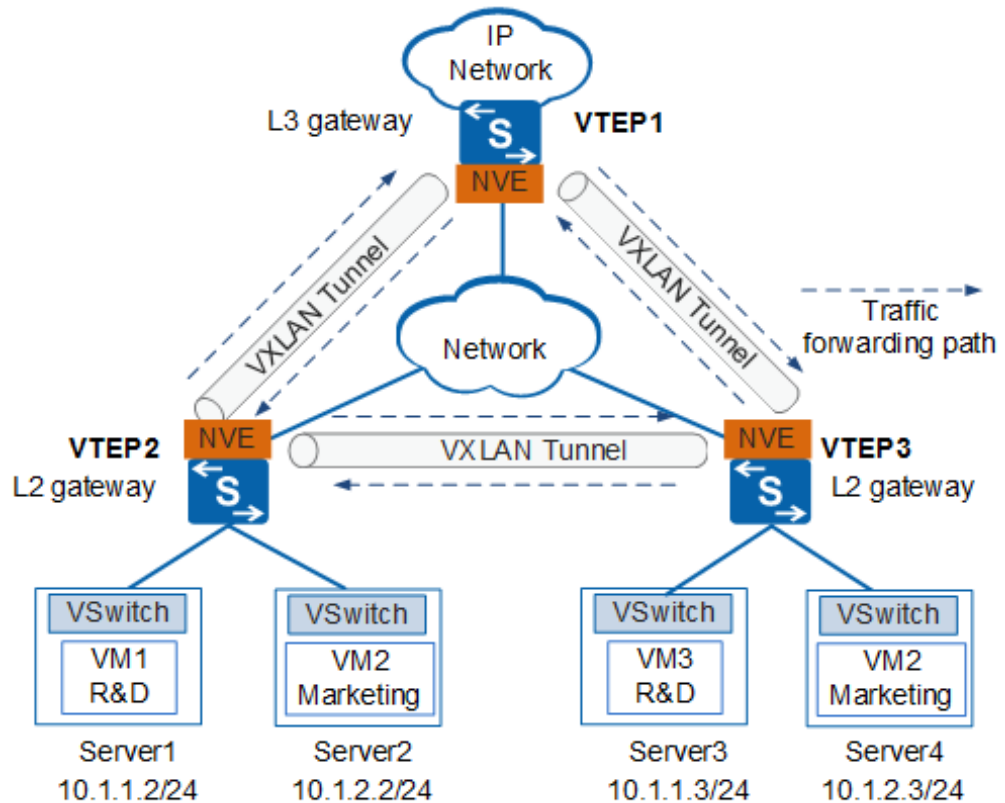 IP
Network
L3 gateway
S
VTEP1
NVE
VXLAN Tunnel
VXLAN Tunnel
Traffic
forwarding path
Network
VTEP2
NVE
VXLAN Tunnel
NVE
VTEP3
L2 gateway
S
S
L2 gateway
VSwitch
VM1
R&D
VSwitch
VM2
Marketing
VSwitch
VM3
R&D
VSwitch
VM2
Marketing
Server1
10.1.1.2/24
Server2
10.1.2.2/24
Server3
10.1.1.3/24
Server4
10.1.2.3/24